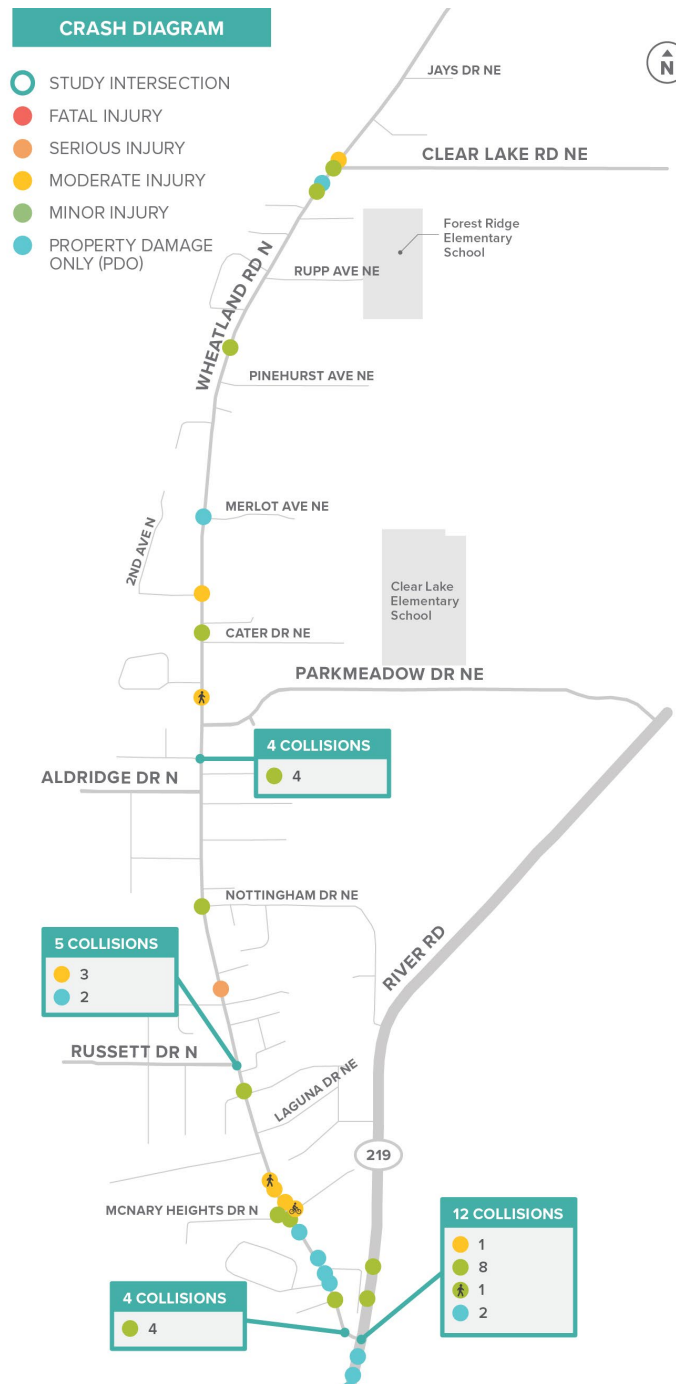 CRASH DIAGRAM
N
STUDY INTERSECTION
FATAL INJURY
SERIOUS INJURY
MODERATE INJURY
MINOR INJURY
PROPERTY DAMAGE
ONLY (PDO)
JAYS DR NE
CLEAR LAKE RD NE
Forest Ridge
Elementary
School
RUPP AVE NE
WHEATLAND RD N
PINEHURST AVE NE
MERLOT AVE NE
2ND AVE N
Clear Lake
Elementary
School
CATER DR NE
PARKMEADOW DR NE
4 COLLISIONS
4
ALDRIDGE DR N
NOTTINGHAM DR NE
5 COLLISIONS
3
2
RIVER RD
RUSSETT DR N
LAGUNA DR NE
219
MCNARY HEIGHTS DR N
12 COLLISIONS
1
8
1
2
4 COLLISIONS
4